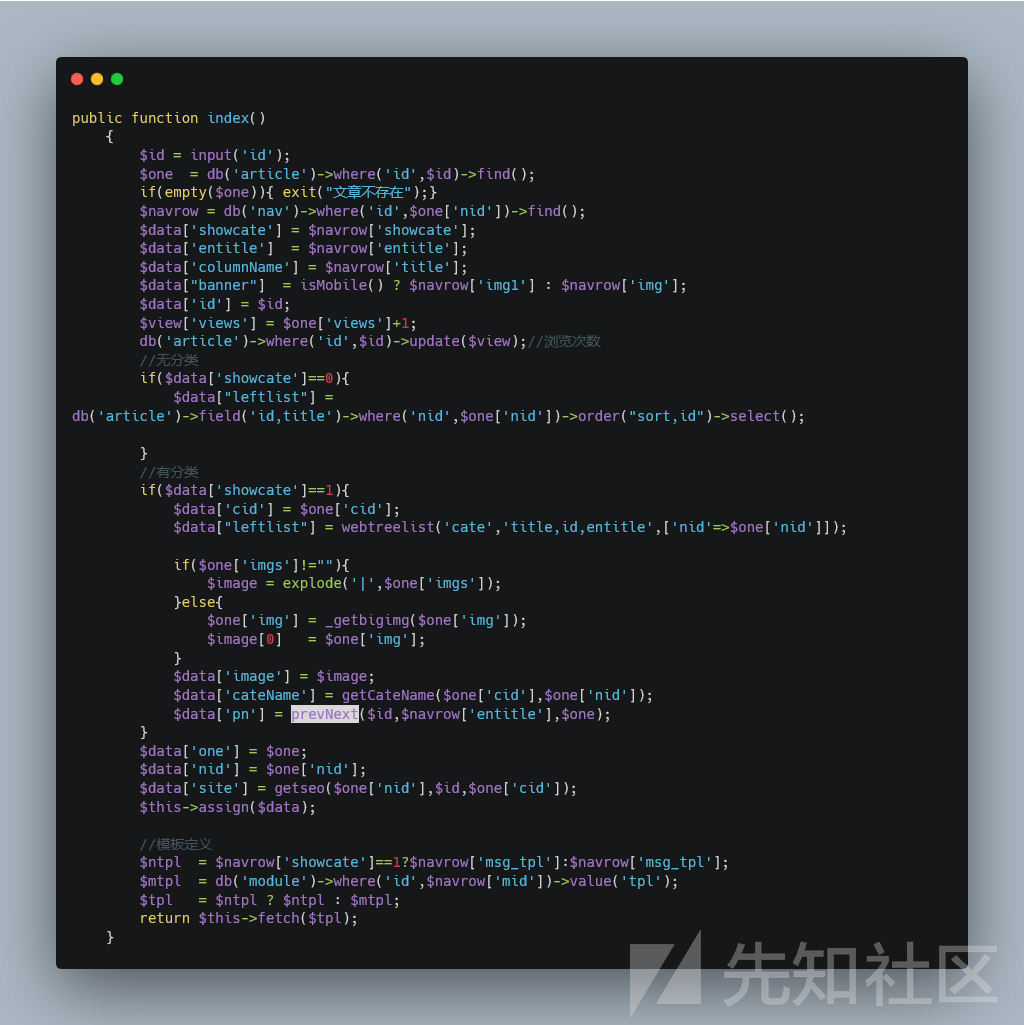 public function index()
    {
        $id = input('id');
        $one  = db('article')->where('id',$id)->find();
        if(empty($one)){ exit("文章不存在");}
        $navrow = db('nav')->where('id',$one['nid'])->find();
        $data['showcate'] = $navrow['showcate'];
        $data['entitle']  = $navrow['entitle'];
        $data['columnName'] = $navrow['title'];
        $data["banner"]  = isMobile() ? $navrow['img1'] : $navrow['img'];
        $data['id'] = $id;
        $view['views'] = $one['views']+1;
        db('article')->where('id',$id)->update($view);//浏览次数
        //无分类
        if($data['showcate']==0){
            $data["leftlist"] =
db('article')->field('id,title')->where('nid',$one['nid'])->order("sort,id")->select();
        }
        //有分类
        if($data['showcate']==1){
            $data['cid'] = $one['cid'];
            $data["leftlist"] = webtreelist('cate','title,id,entitle',['nid'=>$one['nid']]);
            if($one['imgs']!=""){
                $image = explode('|',$one['imgs']);
            }else{
                $one['img'] = _getbigimg($one['img']);
                $image[0]   = $one['img'];
            }
            $data['image'] = $image;
            $data['cateName'] = getCateName($one['cid'],$one['nid']);
            $data['pn'] = prevNext($id,$navrow['entitle'],$one);
        }
        $data['one'] = $one;
        $data['nid'] = $one['nid'];
        $data['site'] = getseo($one['nid'],$id,$one['cid']);
        $this->assign($data);
        //模板定义
        $ntpl  = $navrow['showcate']==1?$navrow['msg_tpl']:$navrow['msg_tpl'];
        $mtpl  = db('module')->where('id',$navrow['mid'])->value('tpl');
        $tpl   = $ntpl ? $ntpl : $mtpl;
        return $this->fetch($tpl);
    }
先知社区